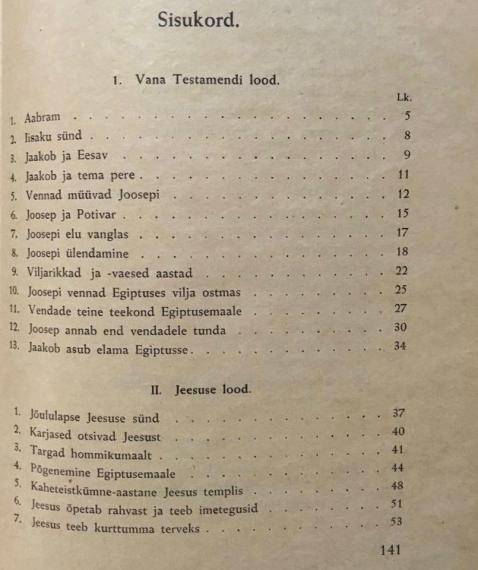 Sisukord.
I. Vana Testamendi lood.
Lk.
1. Aabram . . . . . . . . . . . . . . . 5
2. Iisaku sünd . . . . . . . . . . . . . . 8
3. Jaakob ja Eesav . . . . . . . . . . . . . 9
4. Jaakob ja tema pere . . . . . . . . . . . . 11
5. Vennad müüvad Joosepi . . . . . . . . . . . 12
6. Joosep ja Potivar . . . . . . . . . . . . . 15
7. Joosepi elu vanglas . . . . . . . . . . . . 17
8. Joosepi ülendamine . . . . . . . . . . . . 18
9. Viljarikkad ja -vaesed aastad . . . . . . . . . 22
10. Joosepi vennad Egiptuses vilja ostmas . . . . . . . 25
11. Vendade teine teekond Egiptusemaale . . . . . . . 27
12. Joosep annab end vendadele tunda . . . . . . . . 30
13. Jaakob asub elama Egiptusse . . . . . . . . . 34
II. Jeesuse lood.
1. Jõululapse Jeesuse sünd . . . . . . . . . . 37
2. Karjased otsivad Jeesust . . . . . . . . . . 40
3. Targad hommikumaalt . . . . . . . . . . . 41
4. Põgenemine Egiptusemaale . . . . . . . . . . 44
5. Kaheteistkümne-aastane Jeesus templis . . . . . . . 48
6. Jeesus õpetab rahvast ja teeb imetegusid . . . . . . 51
7. Jeesus teeb kurttumma terveks . . . . . . . . . 53
141